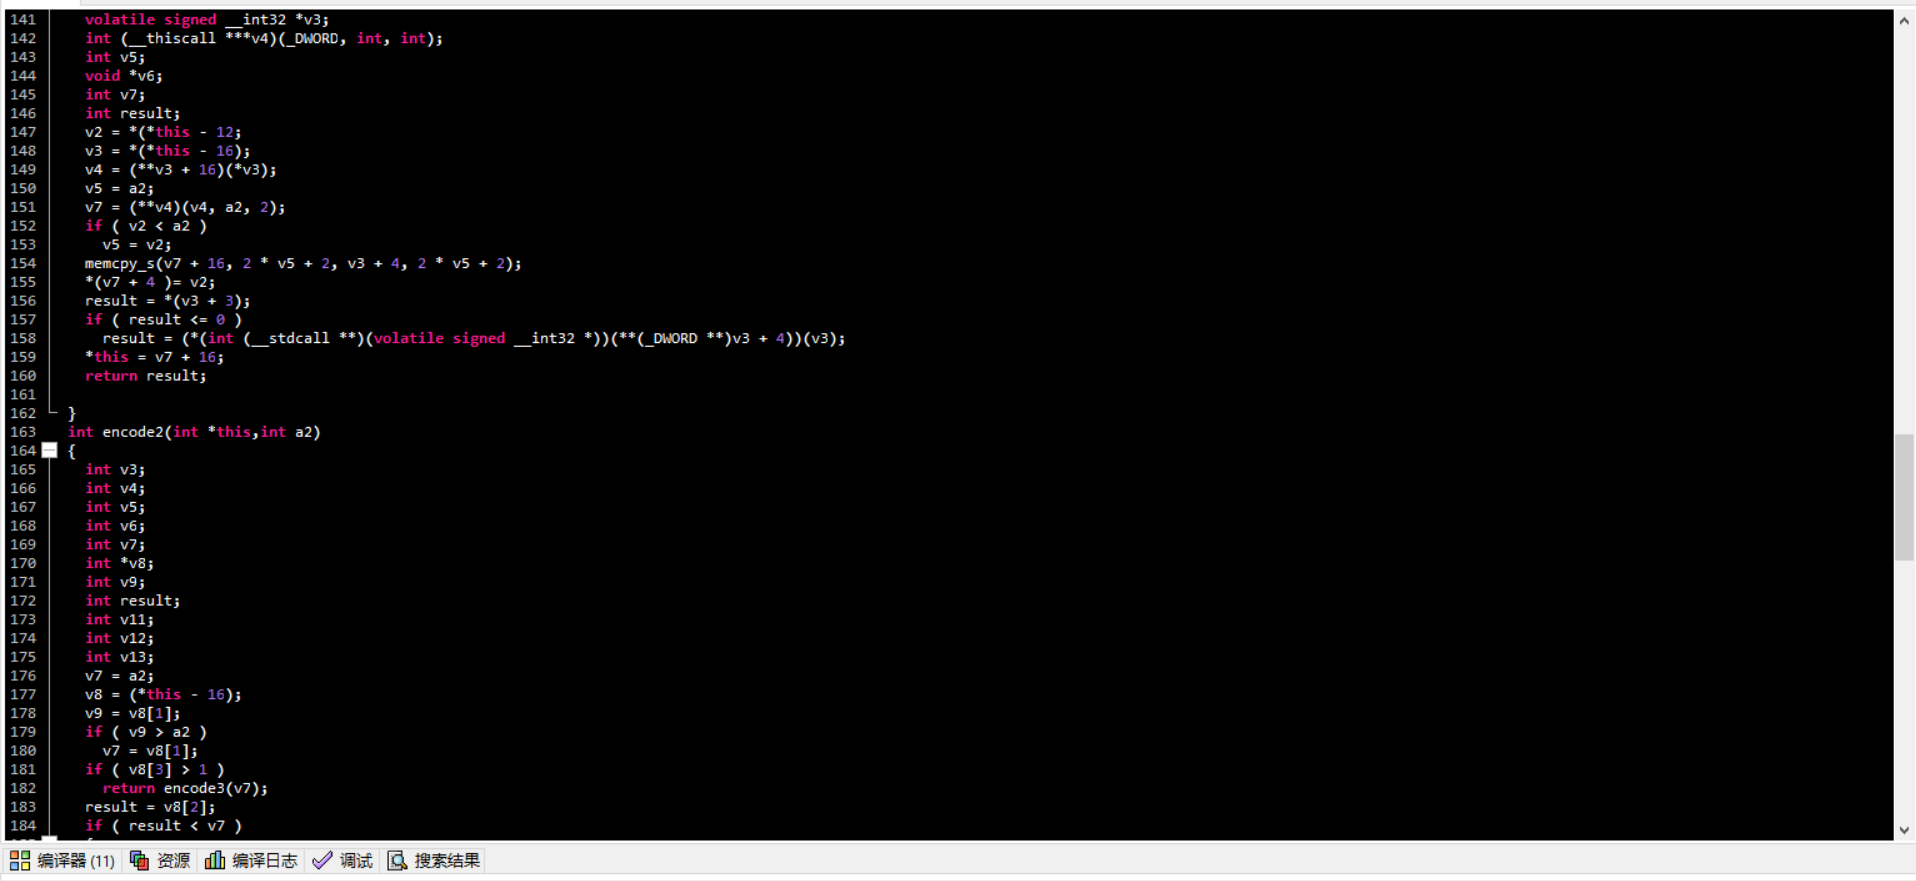 141 volatile signed __int32 *v3;
142 int (__thiscall ***v4)(_DWORD, int, int);
143 int v5;
144 void *v6;
145 int v7;
146 int result;
147 v2 = *(*this - 12;
148 v3 = *(*this - 16);
149 v4 = (**v3 + 16)(*v3);
150 v5 = a2;
151 v7 = (**v4)(v4, a2, 2);
152 if ( v2 < a2 )
153 v5 = v2;
154 memcpy_s(v7 + 16, 2 * v5 + 2, v3 + 4, 2 * v5 + 2);
155 *(v7 + 4 )= v2;
156 result = *(v3 + 3);
157 if ( result <= 0 )
158 result = (*(int (__stdcall **)(volatile signed __int32 *))(**(_DWORD **)v3 + 4))(v3);
159 *this = v7 + 16;
160 return result;
161
162 }
163 int encode2(int *this,int a2)
164 {
165 int v3;
166 int v4;
167 int v5;
168 int v6;
169 int v7;
170 int *v8;
171 int v9;
172 int result;
173 int v11;
174 int v12;
175 int v13;
176 v7 = a2;
177 v8 = (*this - 16);
178 v9 = v8[1];
179 if ( v9 > a2 )
180 v7 = v8[1];
181 if ( v8[3] > 1 )
182 return encode3(v7);
183 result = v8[2];
184 if ( result < v7 )
编译器 (11) 资源 编译日志 调试 搜索结果